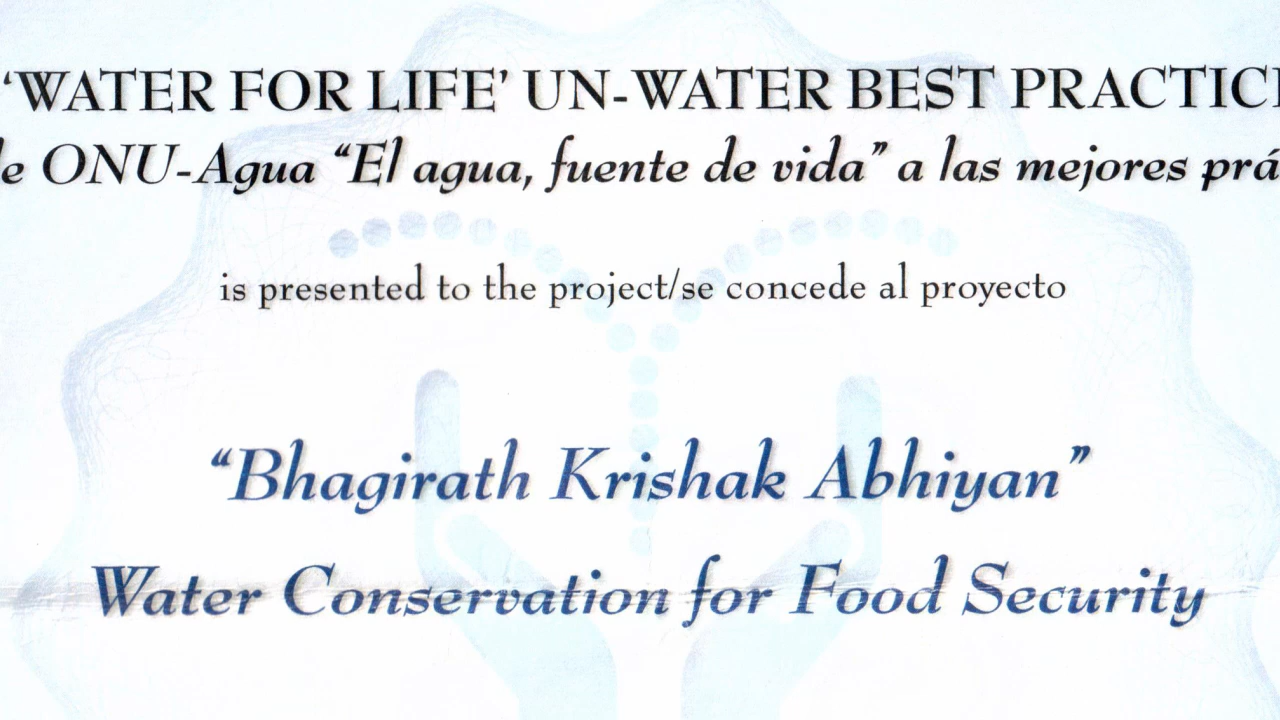 ‘WATER FOR LIFE’ UN-WATER BEST PRACTIC
e ONU-Agua “El agua, fuente de vida” a las mejores prá
is presented to the project/se concede al proyecto
“Bhagirath Krishak Abhiyan”
Water Conservation for Food Security